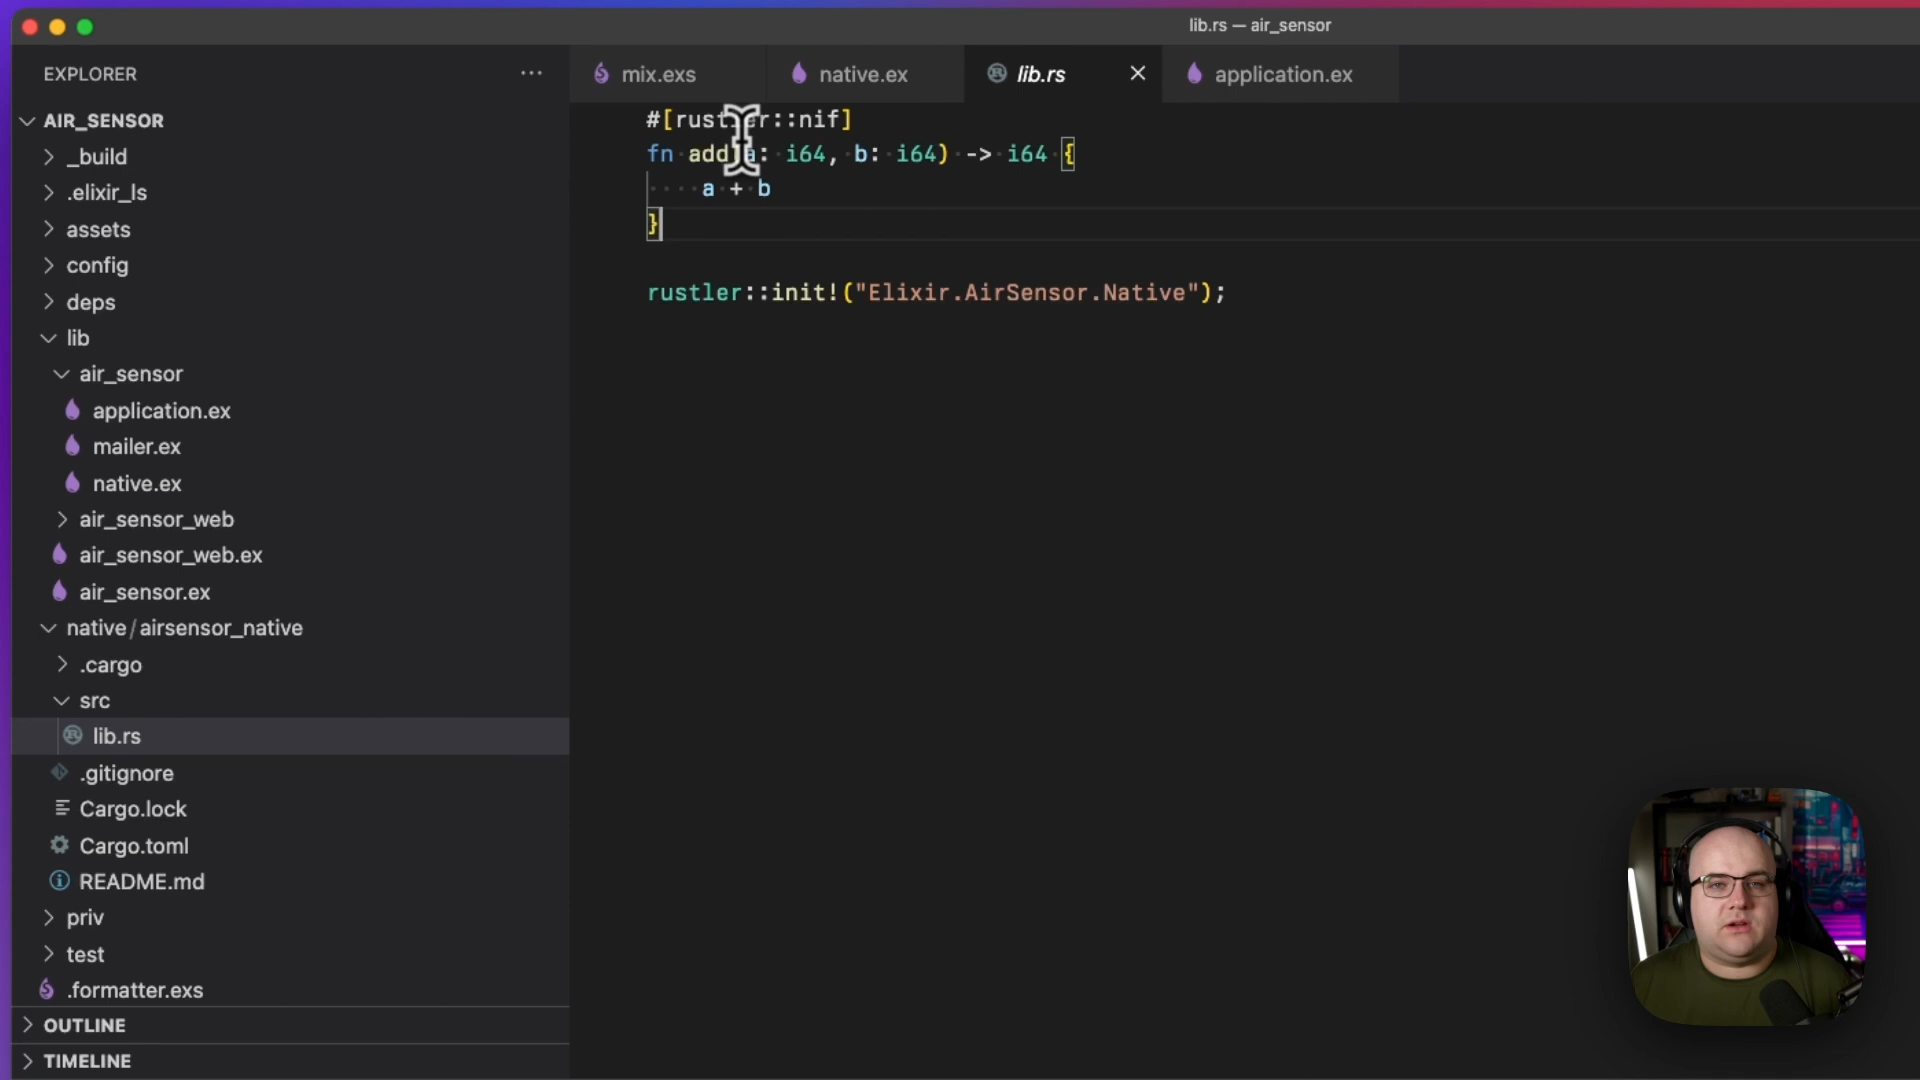 lib.rs — air_sensor
EXPLORER
mix.exs
native.ex
lib.rs
application.ex
AIR_SENSOR
_build
.elixir_ls
assets
config
deps
lib
air_sensor
application.ex
mailer.ex
native.ex
air_sensor_web
air_sensor_web.ex
air_sensor.ex
native/airsensor_native
.cargo
src
lib.rs
.gitignore
Cargo.lock
Cargo.toml
README.md
priv
test
.formatter.exs
OUTLINE
TIMELINE
#[rustler::nif]
fn add(a: i64, b: i64) -> i64 {
a + b
}
rustler::init!("Elixir.AirSensor.Native");